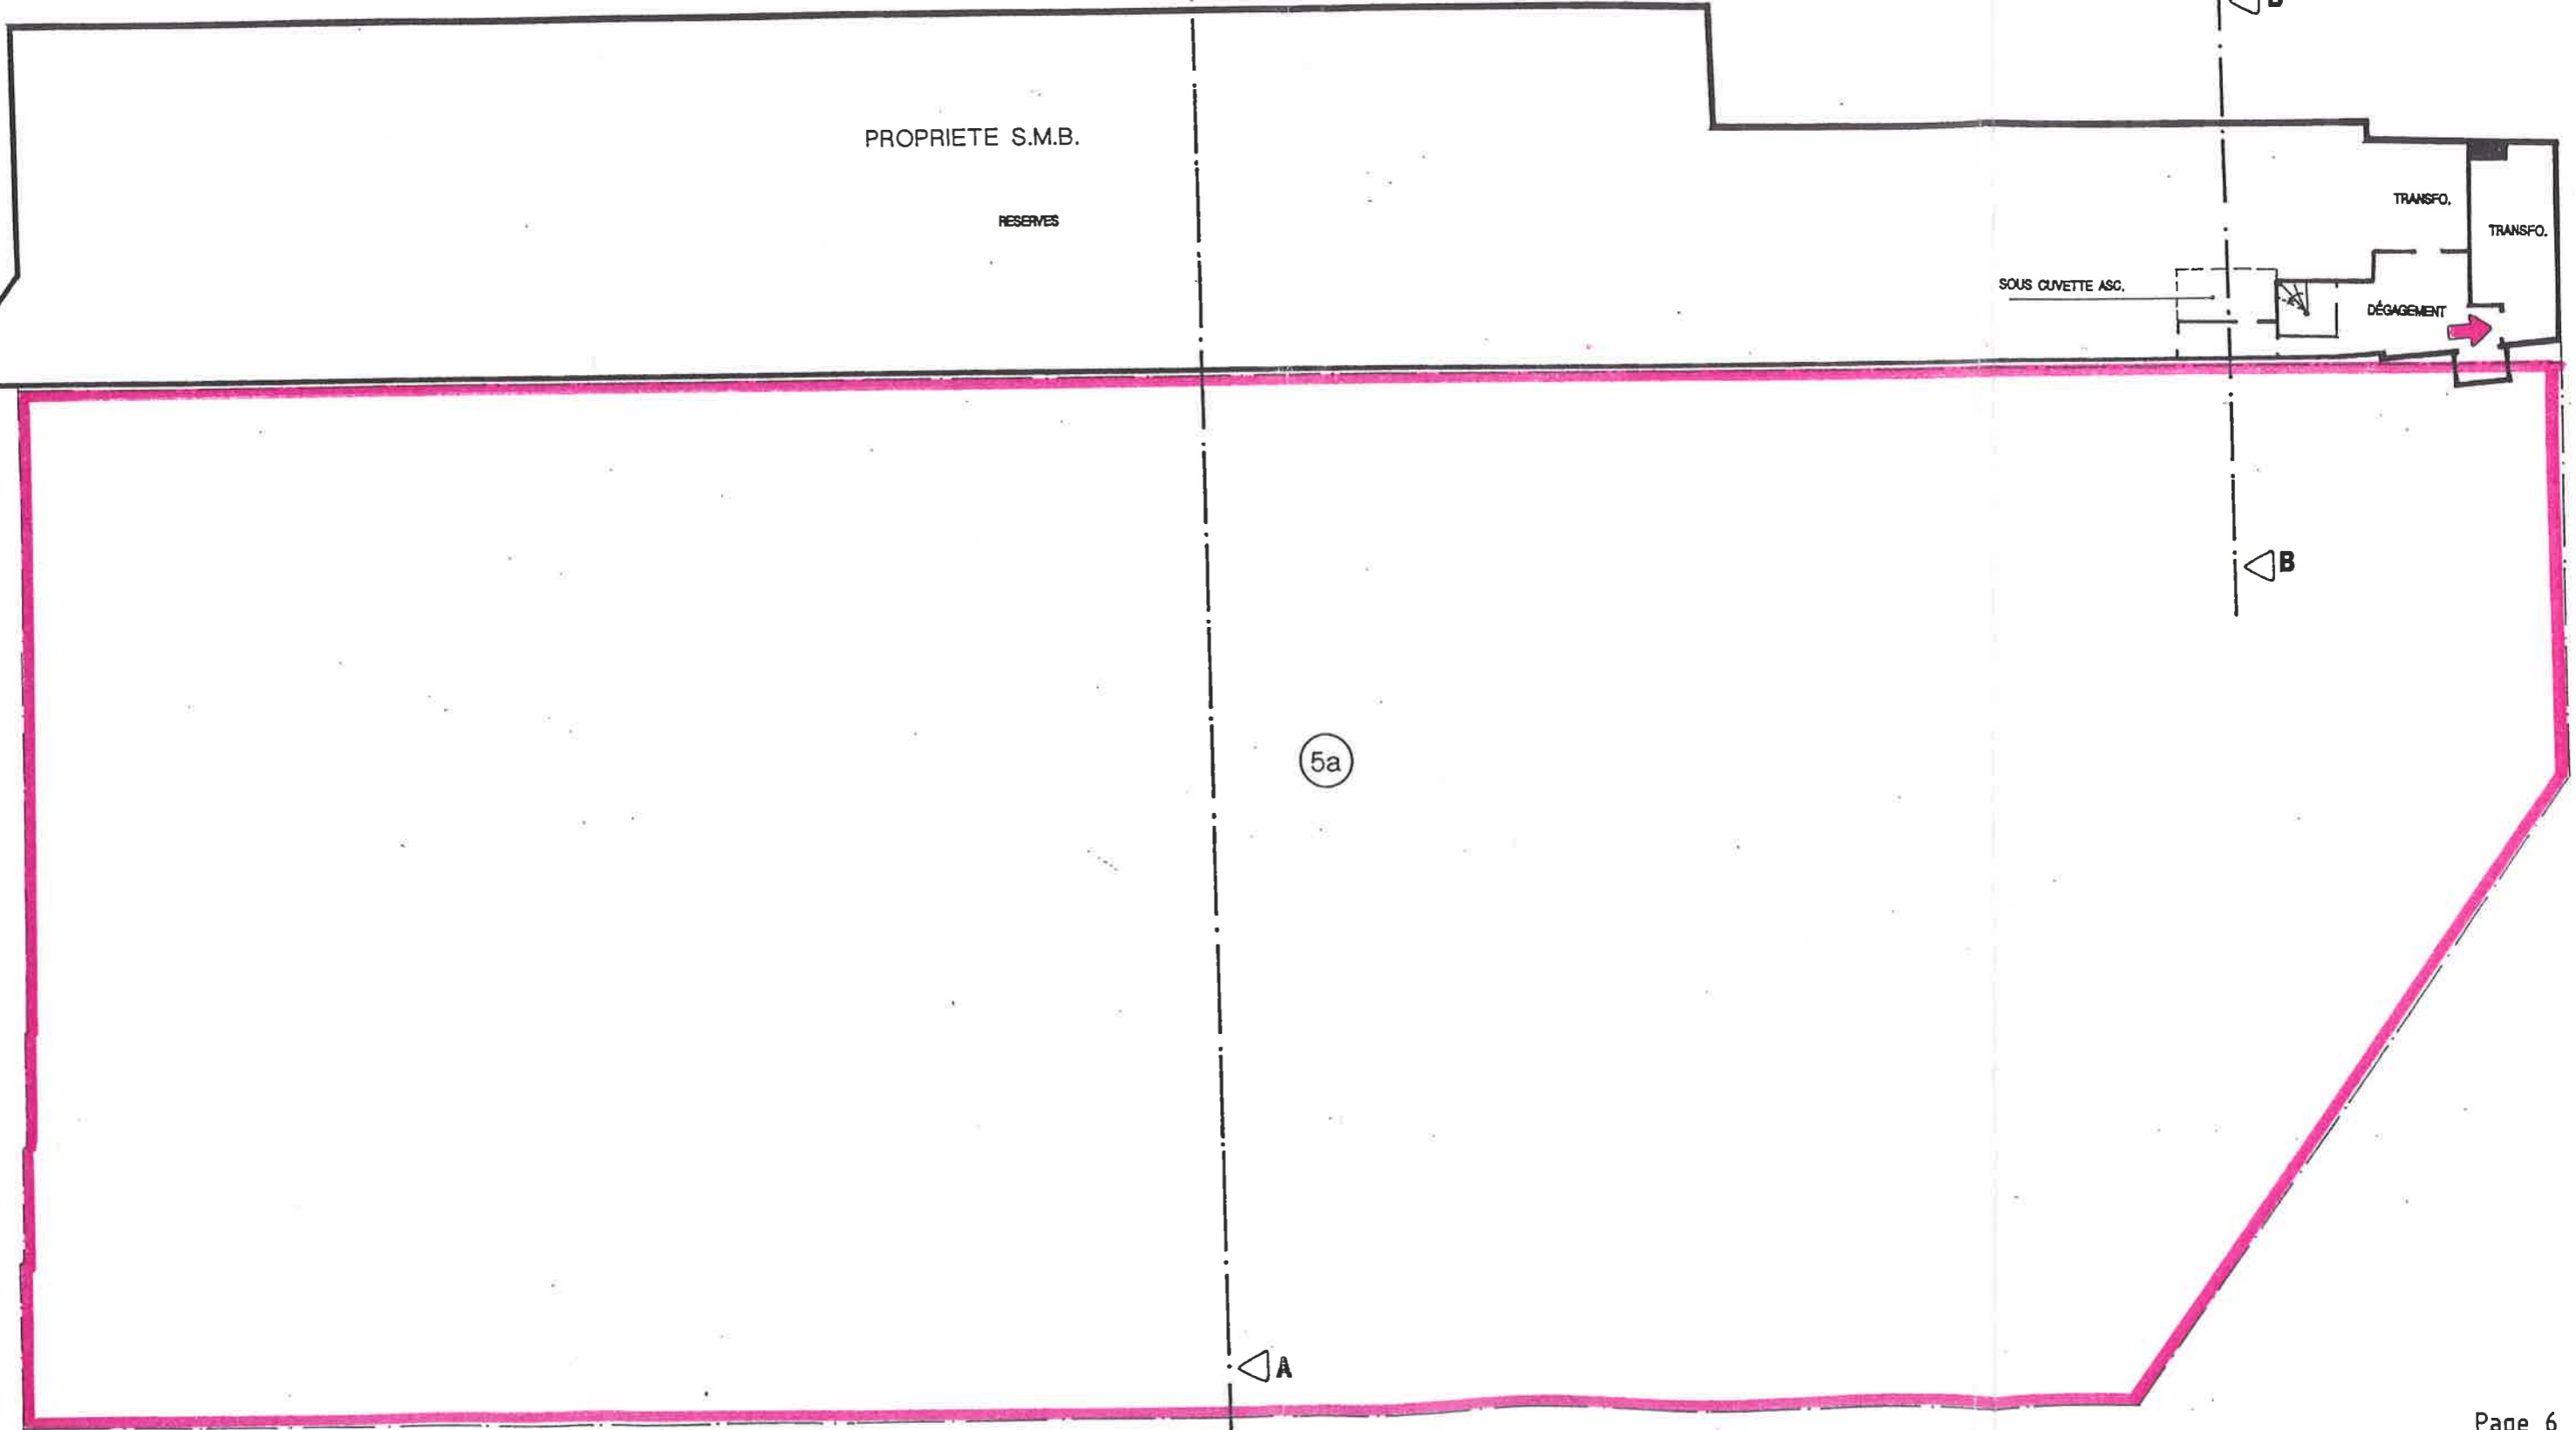 B
PROPRIETE S.M.B.
RESERVES
TRANSFO.
TRANSFO.
SOUS CUVETTE ASC.
DÉGAGEMENT
B
5a
A
Page 6